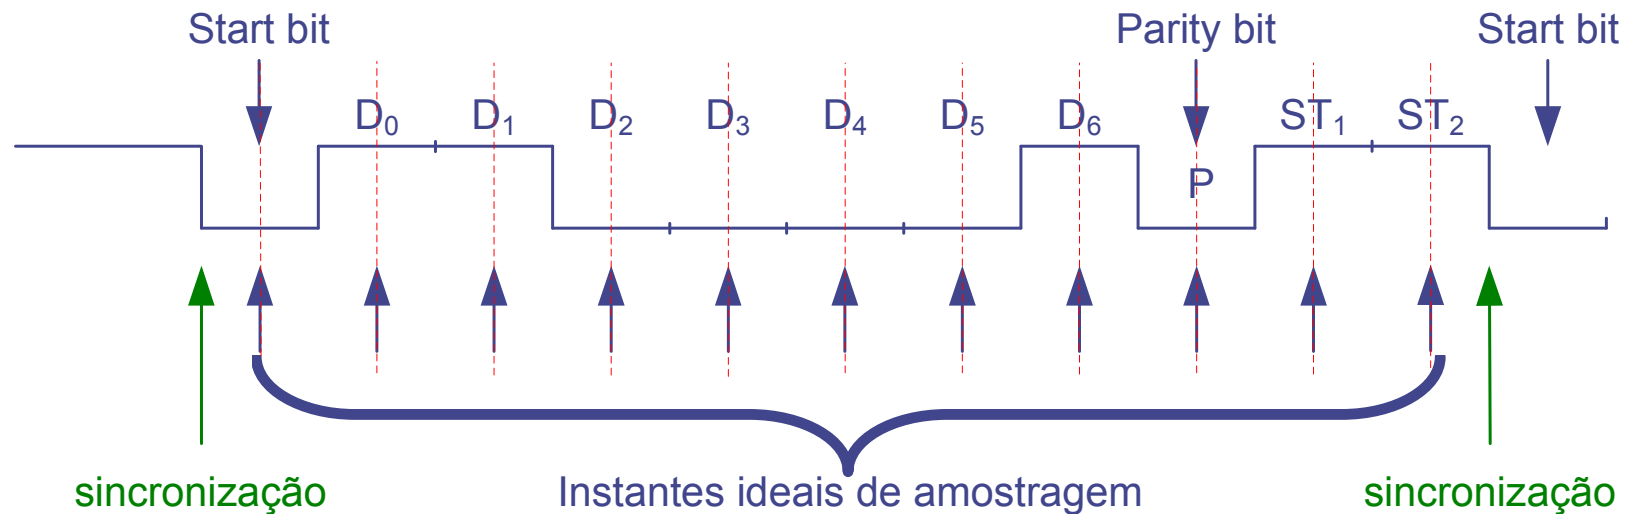 Start bit Parity bit Start bit
D₀ D₁ D₂ D₃ D₄ D₅ D₆ ST₁ ST₂
P
sincronização Instantes ideais de amostragem sincronização